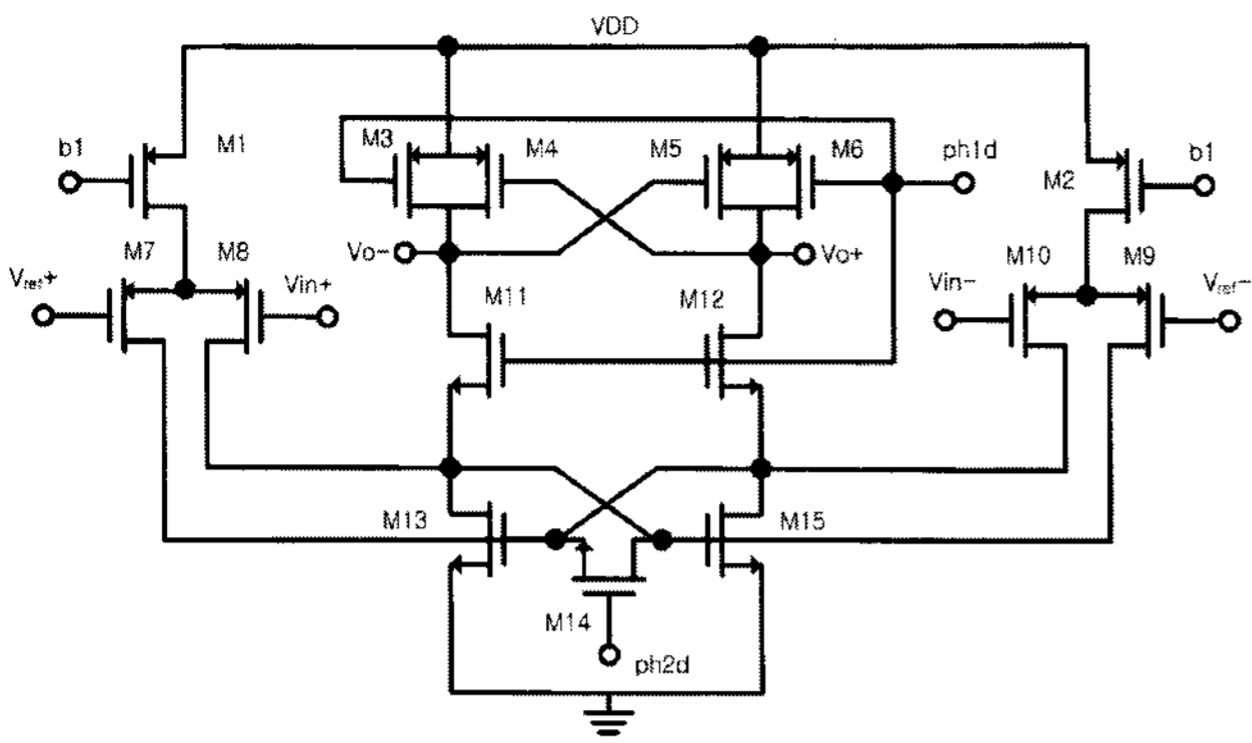 VDD
M3 M4 M5 M6
b1 M1 ph1d b1
M2
Vo− Vo+
M7 M8 M10 M9
Vref+ Vin+ Vin− Vref−
M11 M12
M13 M15
M14
ph2d